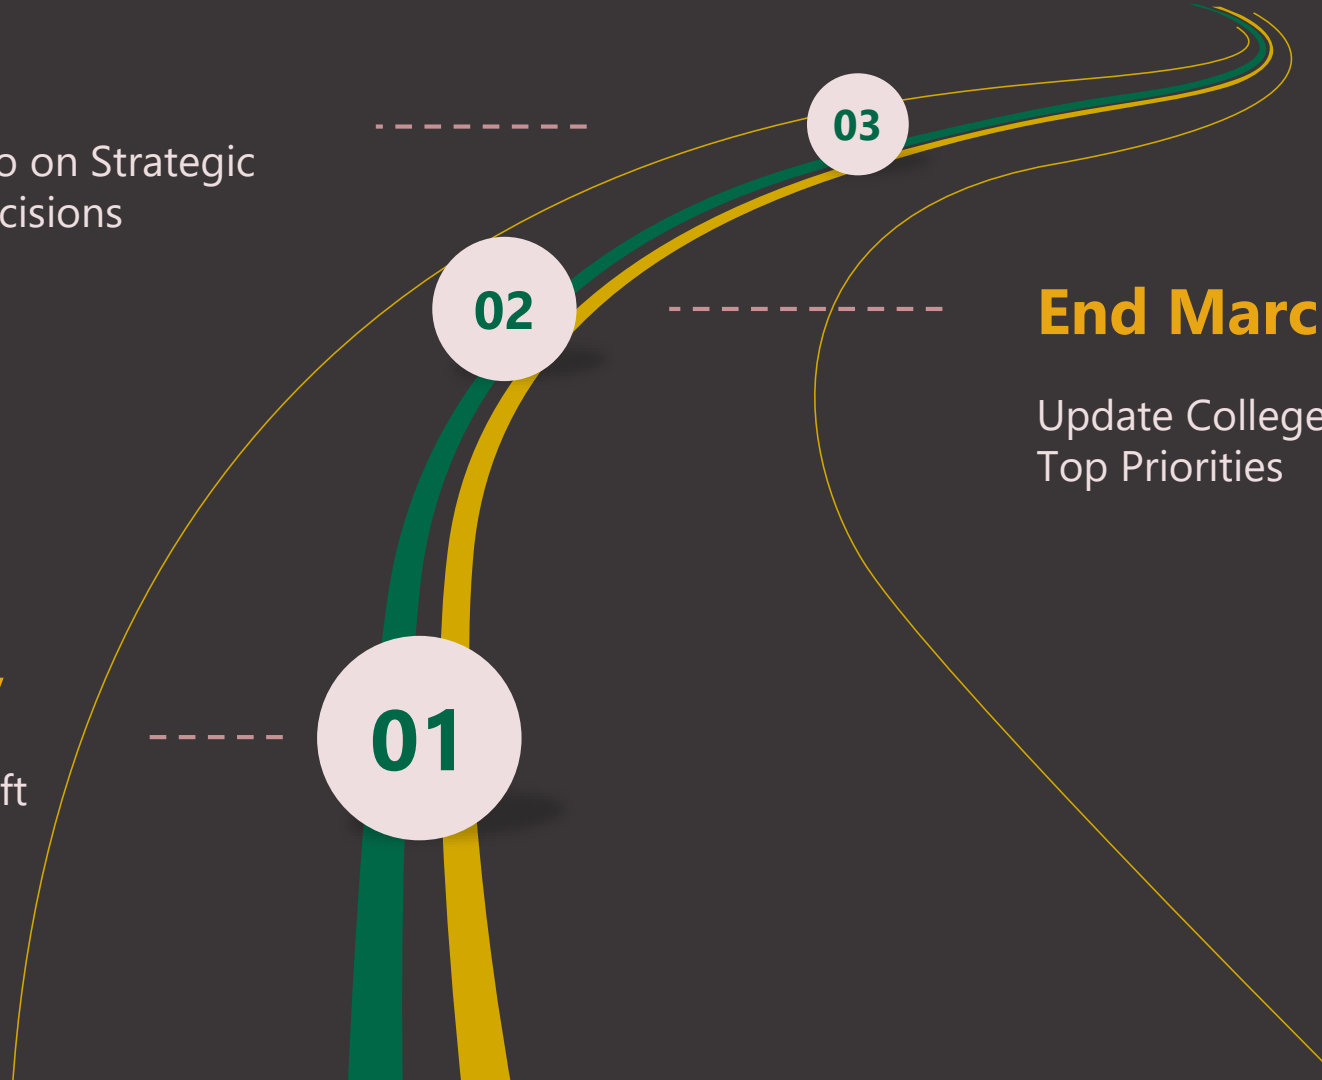 03
o on Strategic
cisions
02
End Marc
Update College
Top Priorities
01
ft